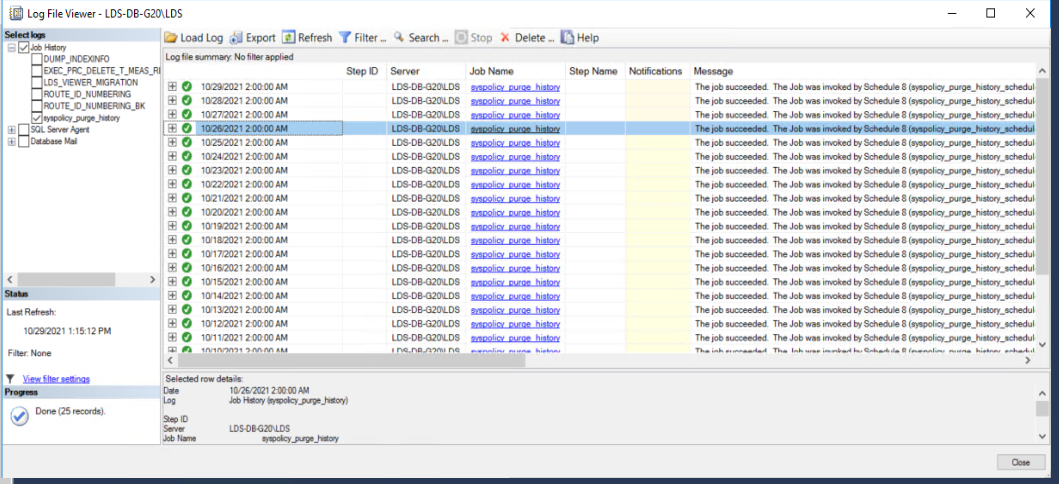 Log File Viewer - LDS-DB-G20\LDS
Select logs
Job History
DUMP_INDEXINFO
EXEC_PRC_DELETE_T_MEAS_RI
LDS_VIEWER_MIGRATION
ROUTE_ID_NUMBERING
ROUTE_ID_NUMBERING_BK
syspolicy_purge_history
SQL Server Agent
Database Mail
Status
Last Refresh:
10/29/2021 1:15:12 PM
Filter: None
View filter settings
Progress
Done (25 records).
Load Log Export Refresh Filter ... Search ... Stop Delete ... Help
Log file summary: No filter applied
Step ID Server Job Name Step Name Notifications Message
10/29/2021 2:00:00 AM LDS-DB-G20\LDS syspolicy_purge_history The job succeeded. The Job was invoked by Schedule 8 (syspolicy_purge_history_schedul
10/28/2021 2:00:00 AM LDS-DB-G20\LDS syspolicy_purge_history The job succeeded. The Job was invoked by Schedule 8 (syspolicy_purge_history_schedul
10/27/2021 2:00:00 AM LDS-DB-G20\LDS syspolicy_purge_history The job succeeded. The Job was invoked by Schedule 8 (syspolicy_purge_history_schedul
10/26/2021 2:00:00 AM LDS-DB-G20\LDS syspolicy_purge_history The job succeeded. The Job was invoked by Schedule 8 (syspolicy_purge_history_schedul
10/25/2021 2:00:00 AM LDS-DB-G20\LDS syspolicy_purge_history The job succeeded. The Job was invoked by Schedule 8 (syspolicy_purge_history_schedul
10/24/2021 2:00:00 AM LDS-DB-G20\LDS syspolicy_purge_history The job succeeded. The Job was invoked by Schedule 8 (syspolicy_purge_history_schedul
10/23/2021 2:00:00 AM LDS-DB-G20\LDS syspolicy_purge_history The job succeeded. The Job was invoked by Schedule 8 (syspolicy_purge_history_schedul
10/22/2021 2:00:00 AM LDS-DB-G20\LDS syspolicy_purge_history The job succeeded. The Job was invoked by Schedule 8 (syspolicy_purge_history_schedul
10/21/2021 2:00:00 AM LDS-DB-G20\LDS syspolicy_purge_history The job succeeded. The Job was invoked by Schedule 8 (syspolicy_purge_history_schedul
10/20/2021 2:00:00 AM LDS-DB-G20\LDS syspolicy_purge_history The job succeeded. The Job was invoked by Schedule 8 (syspolicy_purge_history_schedul
10/19/2021 2:00:00 AM LDS-DB-G20\LDS syspolicy_purge_history The job succeeded. The Job was invoked by Schedule 8 (syspolicy_purge_history_schedul
10/18/2021 2:00:00 AM LDS-DB-G20\LDS syspolicy_purge_history The job succeeded. The Job was invoked by Schedule 8 (syspolicy_purge_history_schedul
10/17/2021 2:00:00 AM LDS-DB-G20\LDS syspolicy_purge_history The job succeeded. The Job was invoked by Schedule 8 (syspolicy_purge_history_schedul
10/16/2021 2:00:00 AM LDS-DB-G20\LDS syspolicy_purge_history The job succeeded. The Job was invoked by Schedule 8 (syspolicy_purge_history_schedul
10/15/2021 2:00:00 AM LDS-DB-G20\LDS syspolicy_purge_history The job succeeded. The Job was invoked by Schedule 8 (syspolicy_purge_history_schedul
10/14/2021 2:00:00 AM LDS-DB-G20\LDS syspolicy_purge_history The job succeeded. The Job was invoked by Schedule 8 (syspolicy_purge_history_schedul
10/13/2021 2:00:00 AM LDS-DB-G20\LDS syspolicy_purge_history The job succeeded. The Job was invoked by Schedule 8 (syspolicy_purge_history_schedul
10/12/2021 2:00:00 AM LDS-DB-G20\LDS syspolicy_purge_history The job succeeded. The Job was invoked by Schedule 8 (syspolicy_purge_history_schedul
10/11/2021 2:00:00 AM LDS-DB-G20\LDS syspolicy_purge_history The job succeeded. The Job was invoked by Schedule 8 (syspolicy_purge_history_schedul
10/10/2021 2:00:00 AM LDS-DB-G20\LDS syspolicy_purge_history The job succeeded. The Job was invoked by Schedule 8 (syspolicy_purge_history_schedul
Selected row details:
Date 10/26/2021 2:00:00 AM
Log Job History (syspolicy_purge_history)
Step ID
Server LDS-DB-G20\LDS
Job Name syspolicy_purge_history
Close